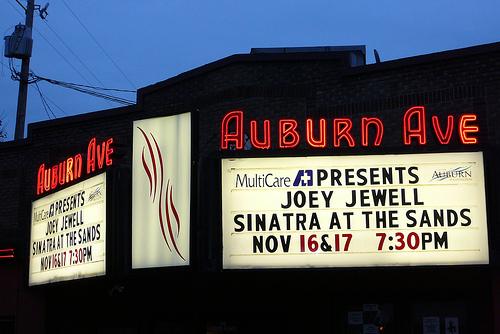 AUBURN AVE
MultiCare PRESENTS
JOEY JEWELL
SINATRA AT THE SANDS
NOV 16&17 7:30PM
AUBURN AVE
MultiCare PRESENTS AUBURN
JOEY JEWELL
SINATRA AT THE SANDS
NOV 16&17 7:30PM